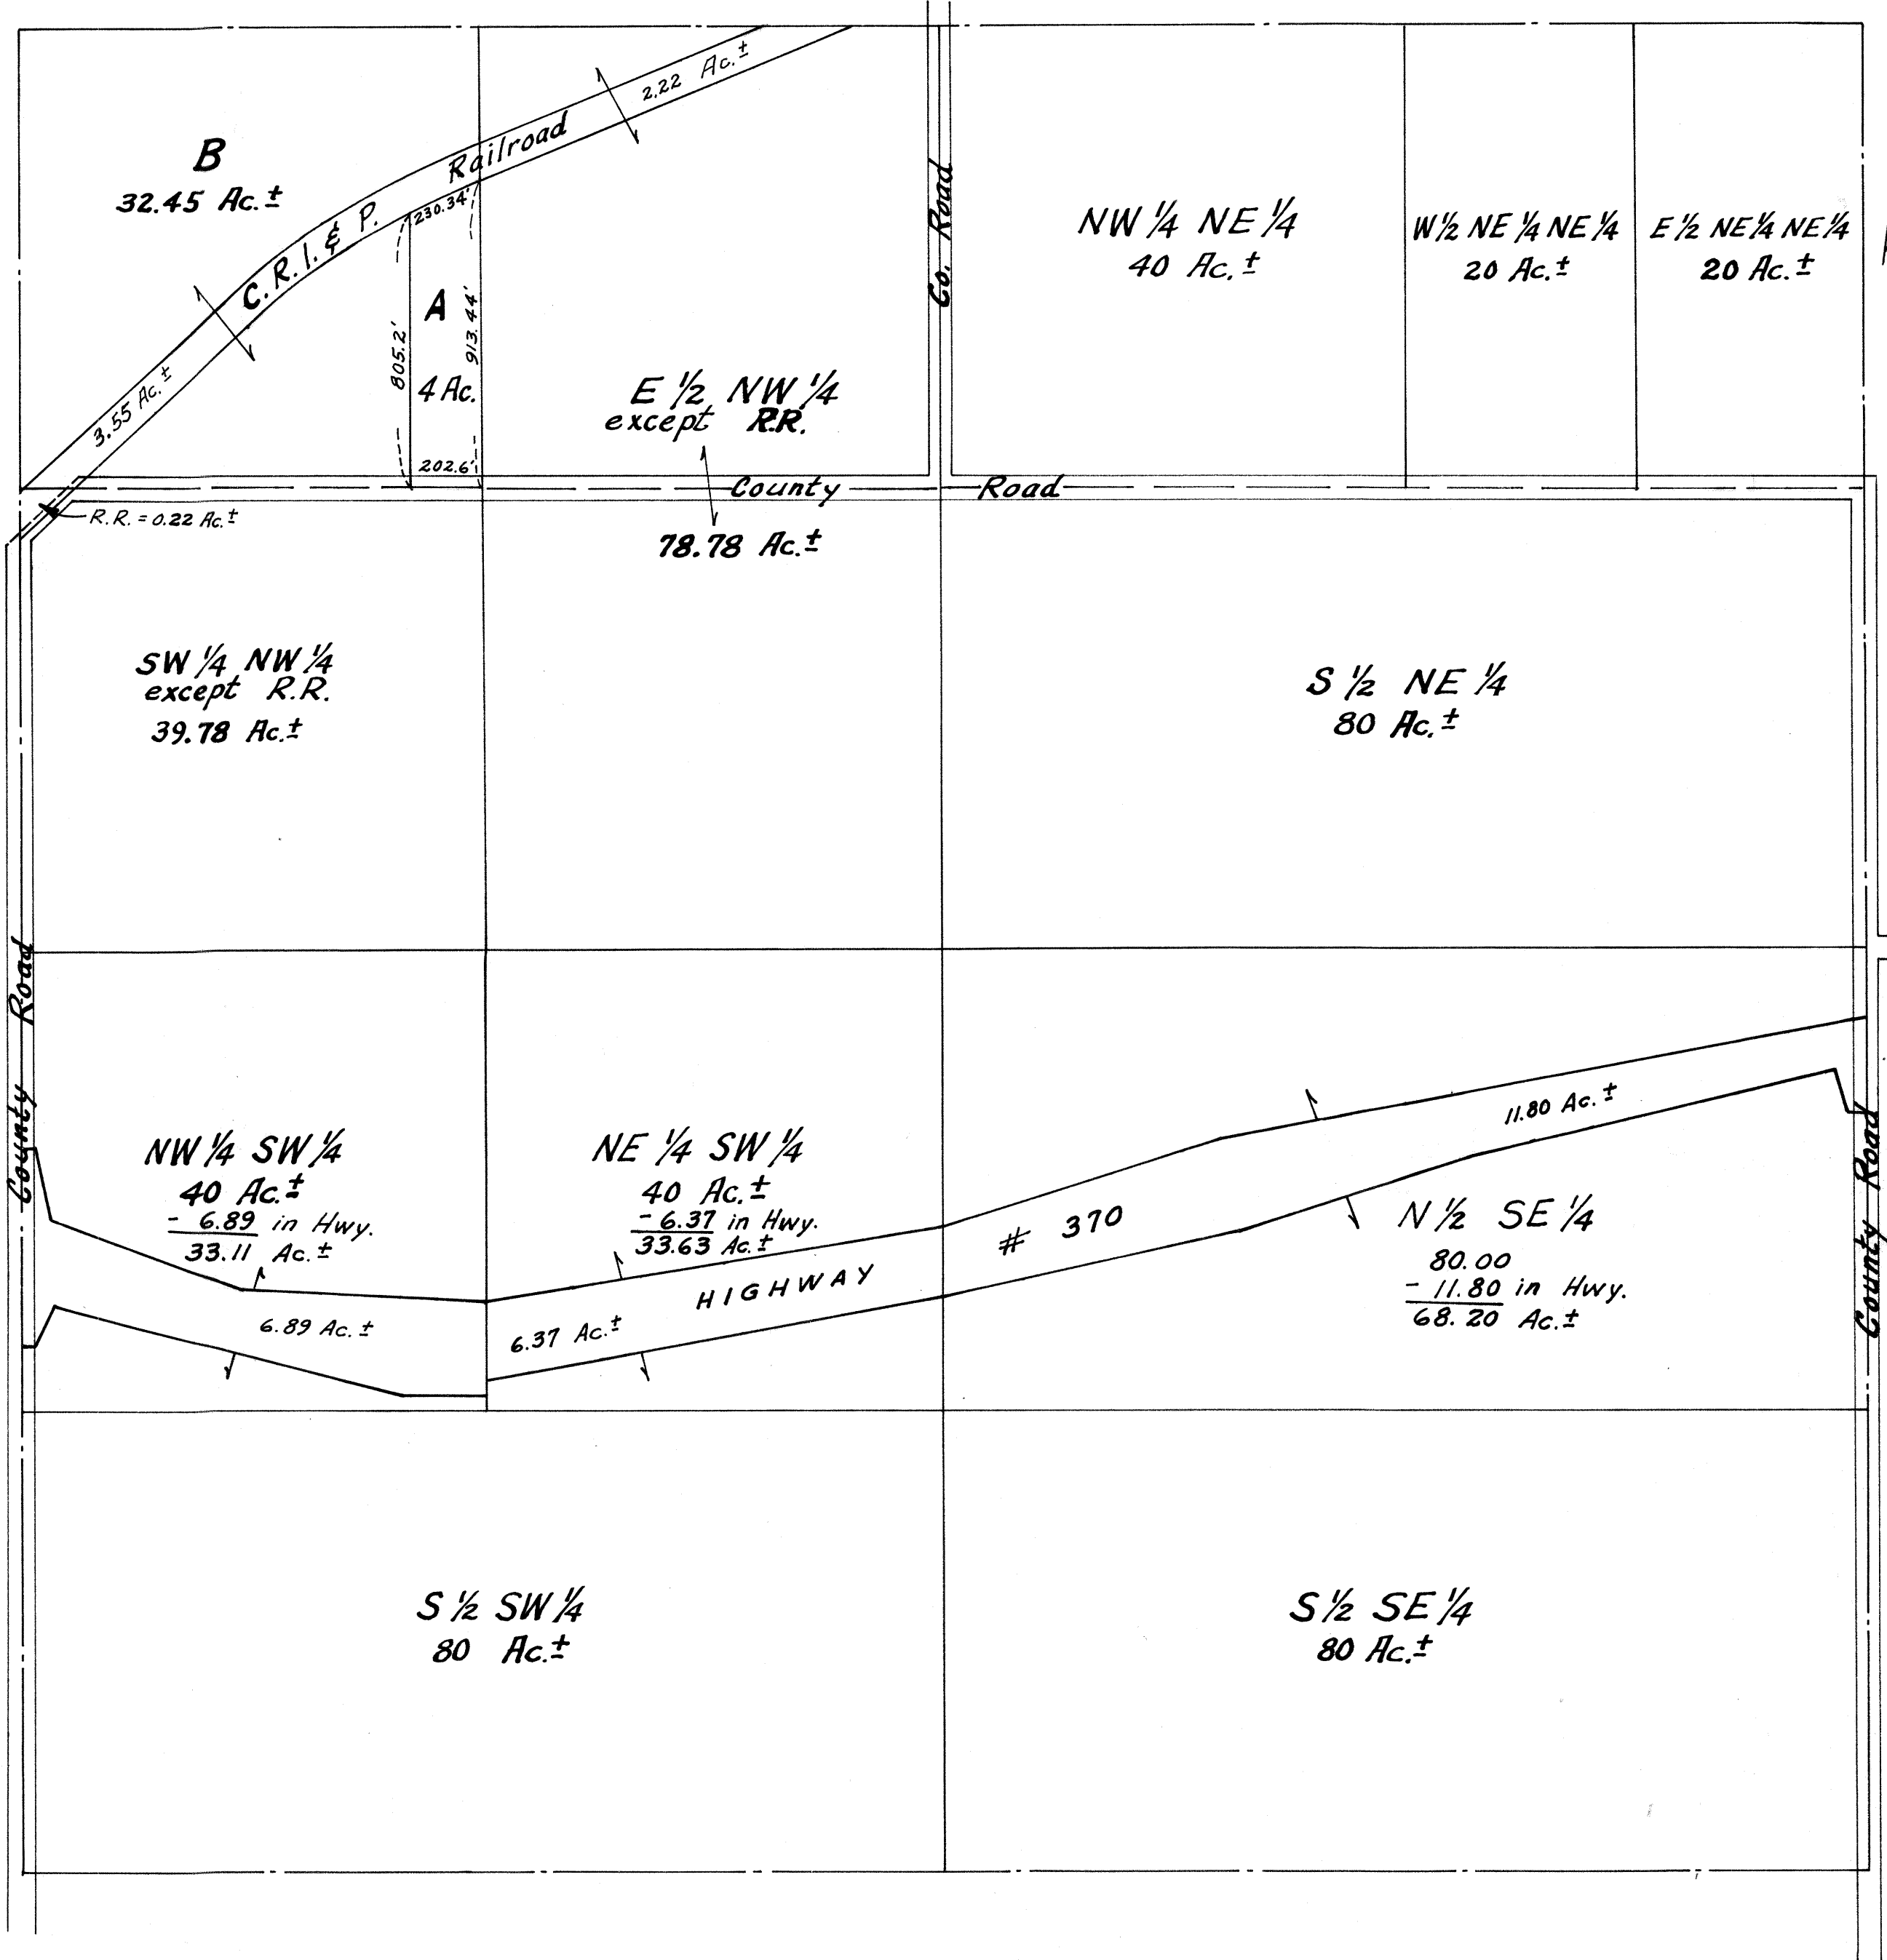 B
32.45 Ac.±
C. R. I. & P. Railroad
2.22 Ac.±
3.55 Ac.±
230.34'
805.2'
913.44'
A
4 Ac.
202.6'
E ½ NW ¼
except R.R.
78.78 Ac.±
Co. Road
NW ¼ NE ¼
40 Ac.±
W ½ NE ¼ NE ¼
20 Ac.±
E ½ NE ¼ NE ¼
20 Ac.±
County Road
R.R. = 0.22 Ac.±
SW ¼ NW ¼
except R.R.
39.78 Ac.±
S ½ NE ¼
80 Ac.±
County Road
NW ¼ SW ¼
40 Ac.±
- 6.89 in Hwy.
33.11 Ac.±
6.89 Ac.±
NE ¼ SW ¼
40 Ac.±
- 6.37 in Hwy.
33.63 Ac.±
6.37 Ac.±
HIGHWAY # 370
11.80 Ac.±
N ½ SE ¼
80.00
- 11.80 in Hwy.
68.20 Ac.±
County Road
S ½ SW ¼
80 Ac.±
S ½ SE ¼
80 Ac.±